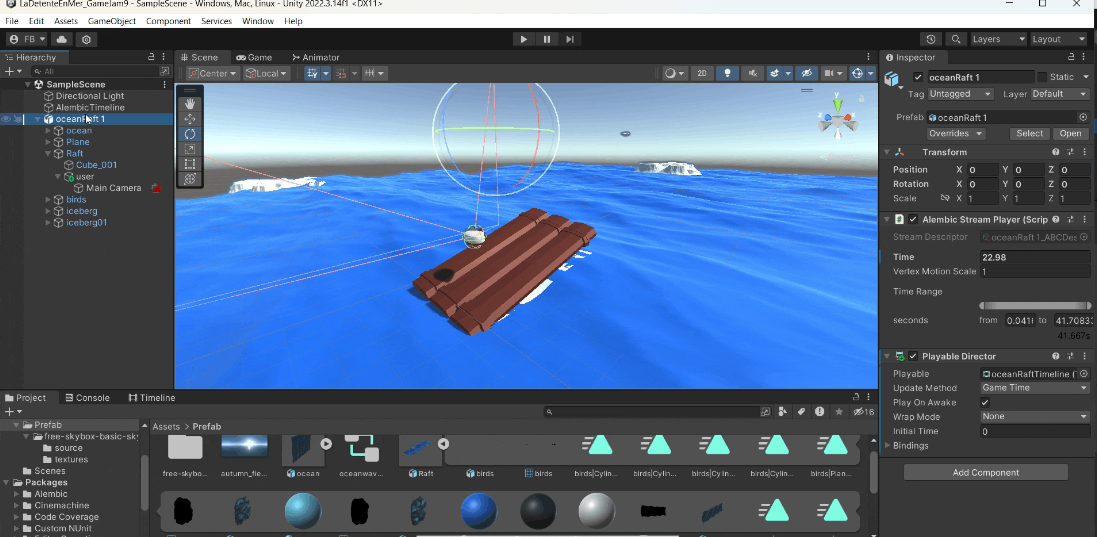 LaDetenteEnMer_GameJam9 - SampleScene - Windows, Mac, Linux - Unity 2022.3.14f1 <DX11>
File Edit Assets GameObject Component Services Window Help
FB Layers Layout
Hierarchy
All
SampleScene
Directional Light
AlembicTimeline
oceanRaft 1
ocean
Plane
Raft
Cube_001
user
Main Camera
birds
iceberg
iceberg01
Scene Game Animator
Center Local 2D
y
Inspector
oceanRaft 1 Static
Tag Untagged Layer Default
Prefab oceanRaft 1
Overrides Select Open
Transform
Position X 0 Y 0 Z 0
Rotation X 0 Y 0 Z 0
Scale X 1 Y 1 Z 1
Alembic Stream Player (Scrip
Stream Descriptor oceanRaft 1_ABCDes
Time 22.98
Vertex Motion Scale 1
Time Range
seconds from 0.041 to 41.7083
41.667s
Playable Director
Playable oceanRaftTimeline (T
Update Method Game Time
Play On Awake
Wrap Mode None
Initial Time 0
Bindings
Add Component
Project Console Timeline
16
Prefab
free-skybox-basic-sky
source
textures
Scenes
Packages
Alembic
Cinemachine
Code Coverage
Custom NUnit
Assets > Prefab
free-skybo... autumn_fie... ocean oceanwav... Raft birds birds birds|Cylin... birds|Cylin... birds|Cylin... birds|Cylin... birds|Plan...